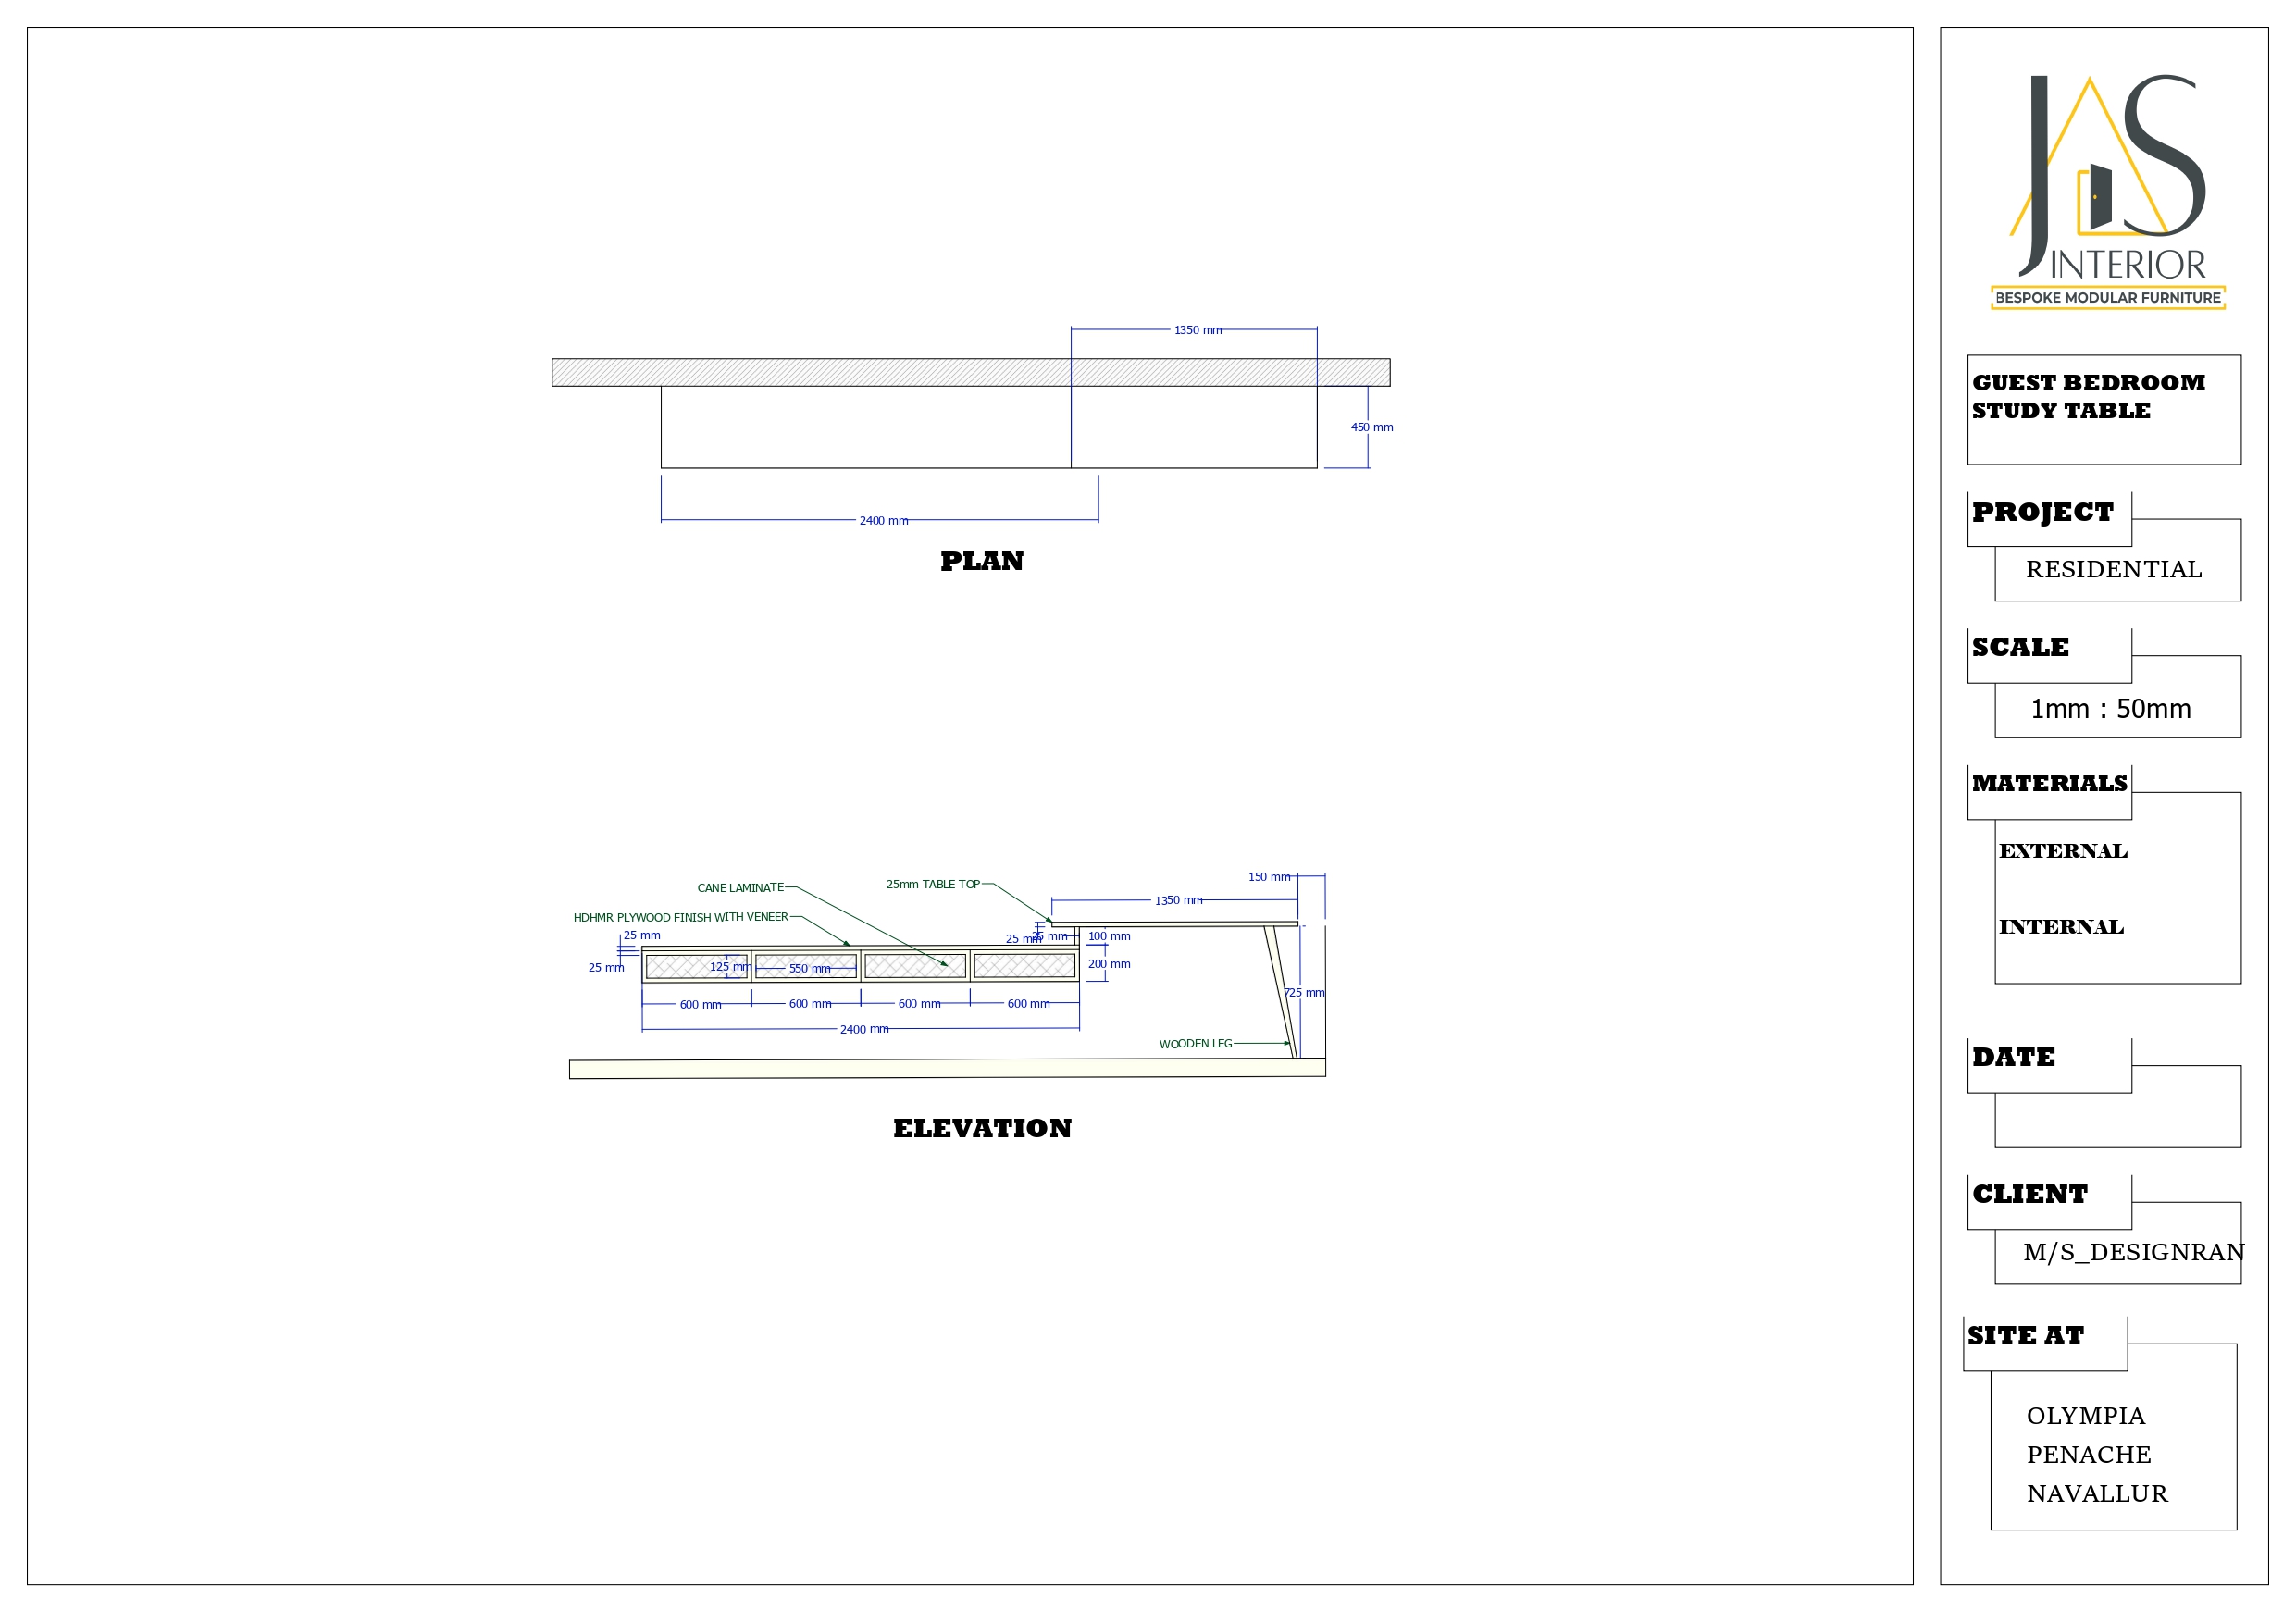 1350 mm
450 mm
2400 mm
PLAN
150 mm
CANE LAMINATE
25mm TABLE TOP
1350 mm
HDHMR PLYWOOD FINISH WITH VENEER
25 mm
25 mm
25 mm
100 mm
25 mm
125 mm
550 mm
200 mm
600 mm
600 mm
600 mm
600 mm
725 mm
2400 mm
WOODEN LEG
ELEVATION
JAS
INTERIOR
BESPOKE MODULAR FURNITURE
GUEST BEDROOM
STUDY TABLE
PROJECT
RESIDENTIAL
SCALE
1mm : 50mm
MATERIALS
EXTERNAL
INTERNAL
DATE
CLIENT
M/S_DESIGNRAN
SITE AT
OLYMPIA
PENACHE
NAVALLUR